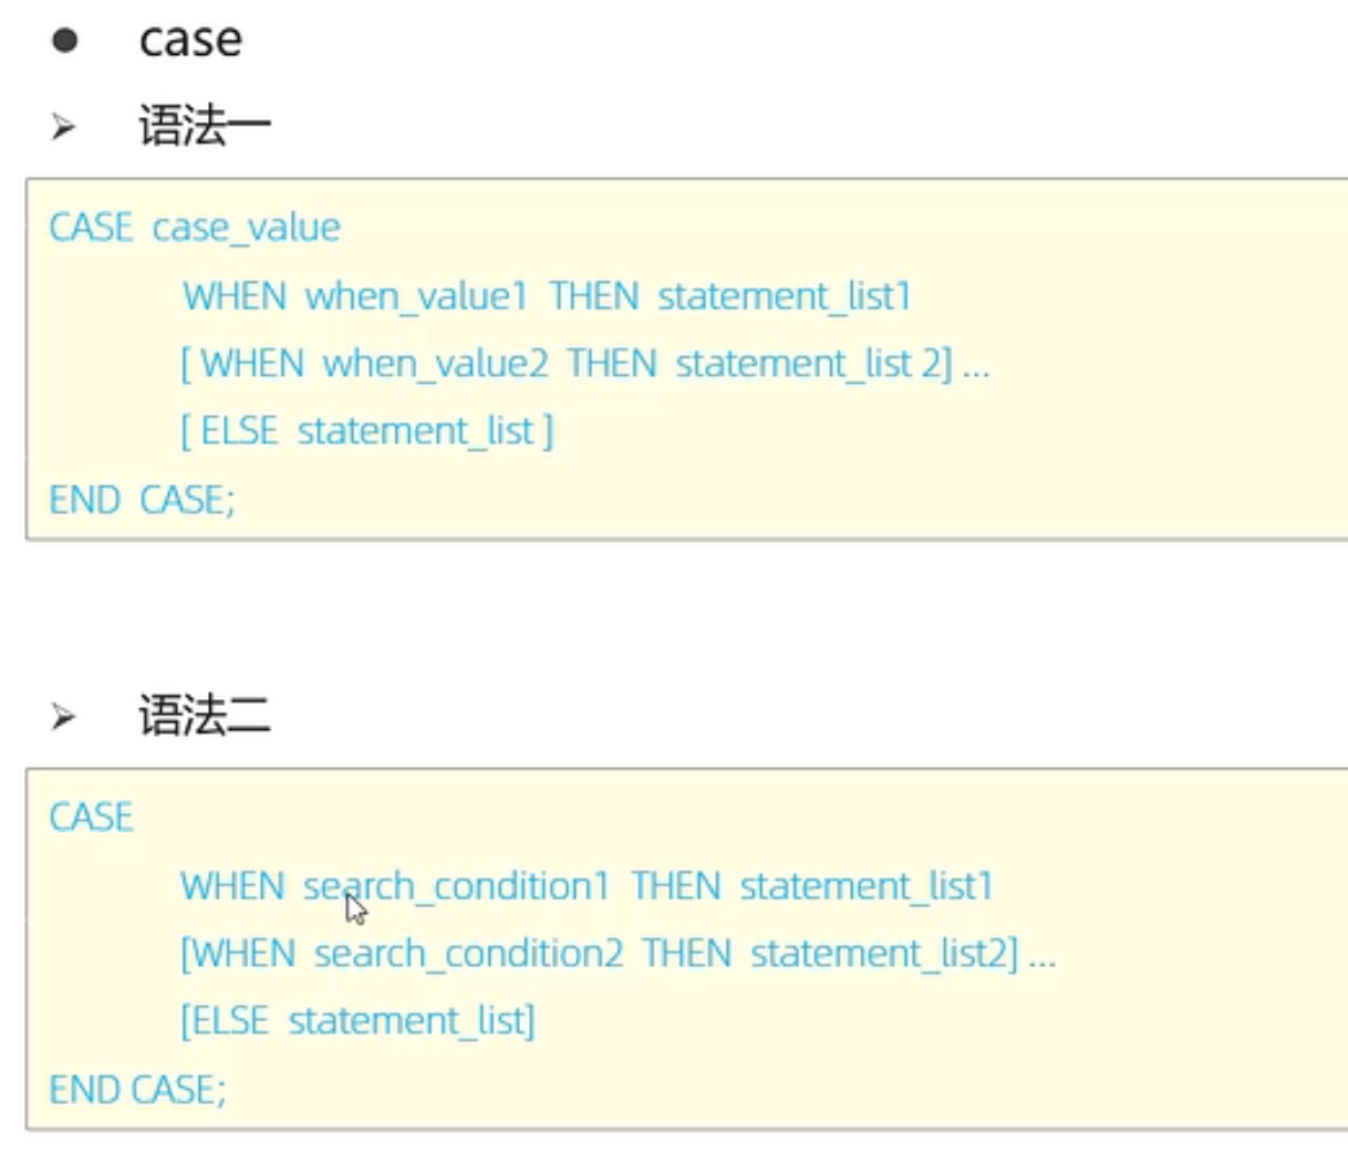 case
语法一
CASE case_value
WHEN when_value1 THEN statement_list1
[ WHEN when_value2 THEN statement_list 2] ...
[ ELSE statement_list ]
END CASE;
语法二
CASE
WHEN search_condition1 THEN statement_list1
[WHEN search_condition2 THEN statement_list2] ...
[ELSE statement_list]
END CASE;